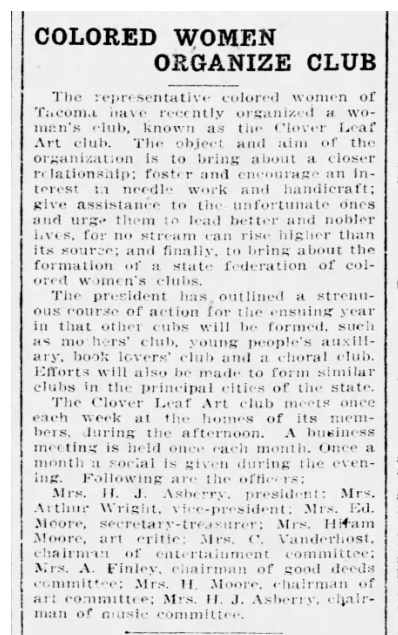 COLORED WOMEN
ORGANIZE CLUB
The representative colored women of
Tacoma have recently organized a wo-
man's club, known as the Clover Leaf
Art club. The object and aim of the
organization is to bring about a closer
relationship; foster and encourage an in-
terest in needle work and handicraft;
give assistance to the unfortunate ones
and urge them to lead better and nobler
lives, for no stream can rise higher than
its source; and finally, to bring about the
formation of a state federation of col-
ored women's clubs.
The president has outlined a strenu-
ous course of action for the ensuing year
in that other cubs will be formed, such
as mothers' club, young people's auxili-
ary, book lovers' club and a choral club.
Efforts will also be made to form similar
clubs in the principal cities of the state.
The Clover Leaf Art club meets once
each week at the homes of its mem-
bers, during the afternoon. A business
meeting is held once each month. Once a
month a social is given during the even-
ing. Following are the officers:
Mrs. H. J. Asberry, president; Mrs.
Arthur Wright, vice-president; Mrs. Ed.
Moore, secretary-treasurer; Mrs. Hiram
Moore, art critic; Mrs. C. Vanderhost,
chairman of entertainment committee;
Mrs. A. Finley, chairman of good deeds
committee; Mrs. H. Moore, chairman of
art committee; Mrs. H. J. Asberry, chair-
man of music committee.